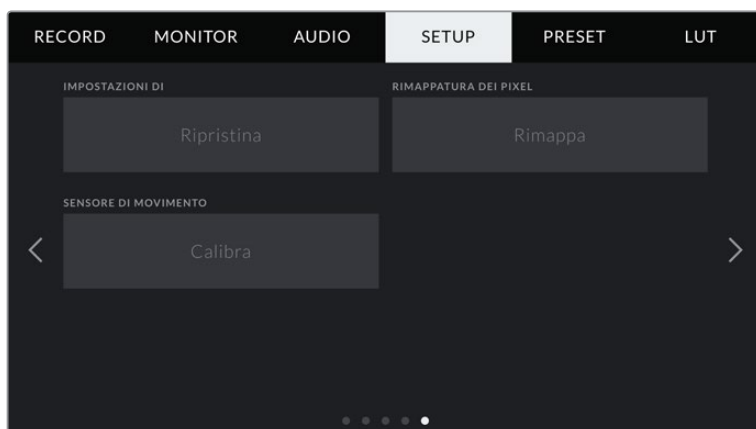 RECORD MONITOR AUDIO SETUP PRESET LUT
IMPOSTAZIONI DI RIMAPPATURA DEI PIXEL
Ripristina Rimappa
SENSORE DI MOVIMENTO
Calibra